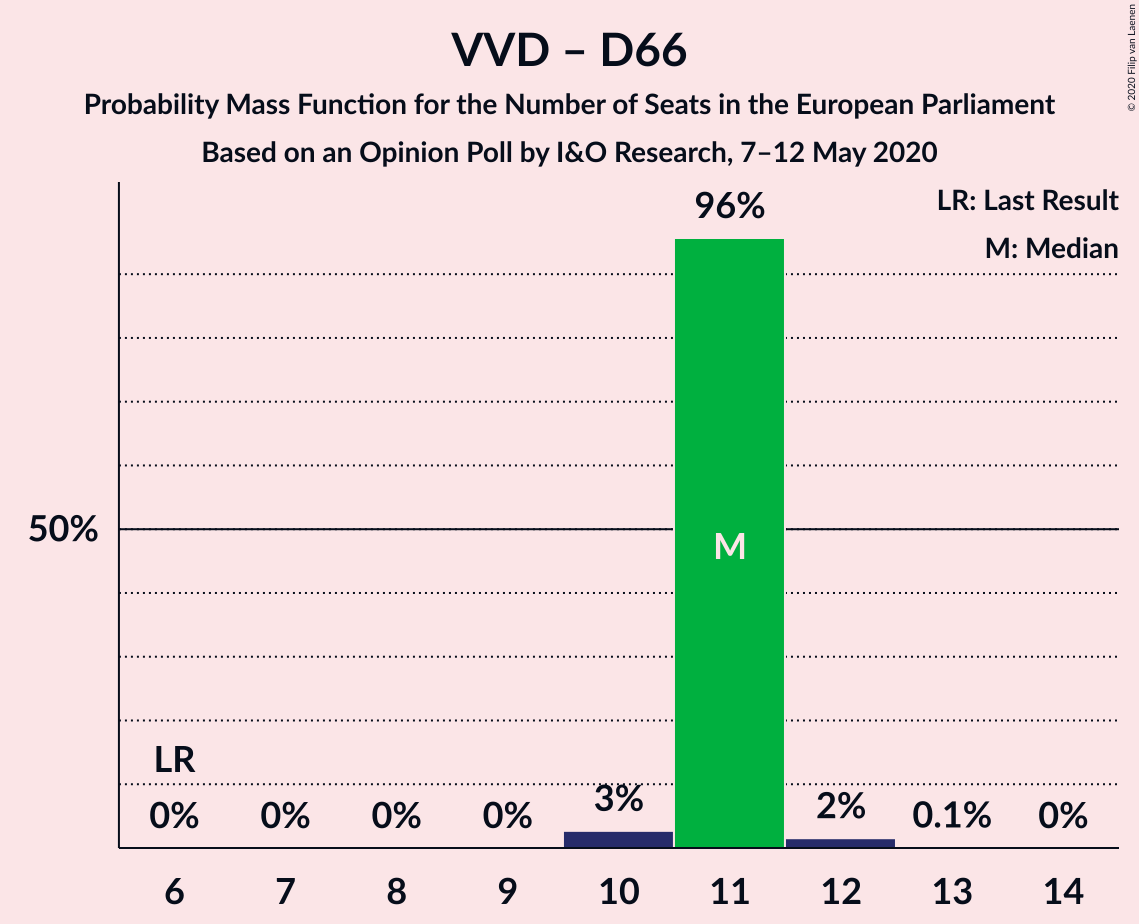 VVD – D66
Probability Mass Function for the Number of Seats in the European Parliament
Based on an Opinion Poll by I&O Research, 7–12 May 2020
© 2020 Filip van Laenen
LR: Last Result
M: Median
96%
50%
M
LR
0% 0% 0% 0% 3% 2% 0.1% 0%
6 7 8 9 10 11 12 13 14